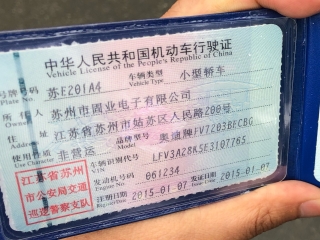 中华人民共和国机动车行驶证
Vehicle License of the People's Republic of China
号牌号码 苏E201A4 车辆类型 小型轿车
Plate No. Vehicle Type
所有人 苏州市固业电子有限公司
Owner
住址 江苏省苏州市姑苏区人民路200号
使用性质 非营运 品牌型号 奥迪牌FV7203BECBG
Use Character Model
江苏省苏州
市公安局交通
巡逻警察支队
车辆识别代号 LFV3A28K5E3107765
VIN
发动机号码 061234
Engine No.
注册日期 2015-01-07 发证日期 2015-01-07
Register Date Issue Date